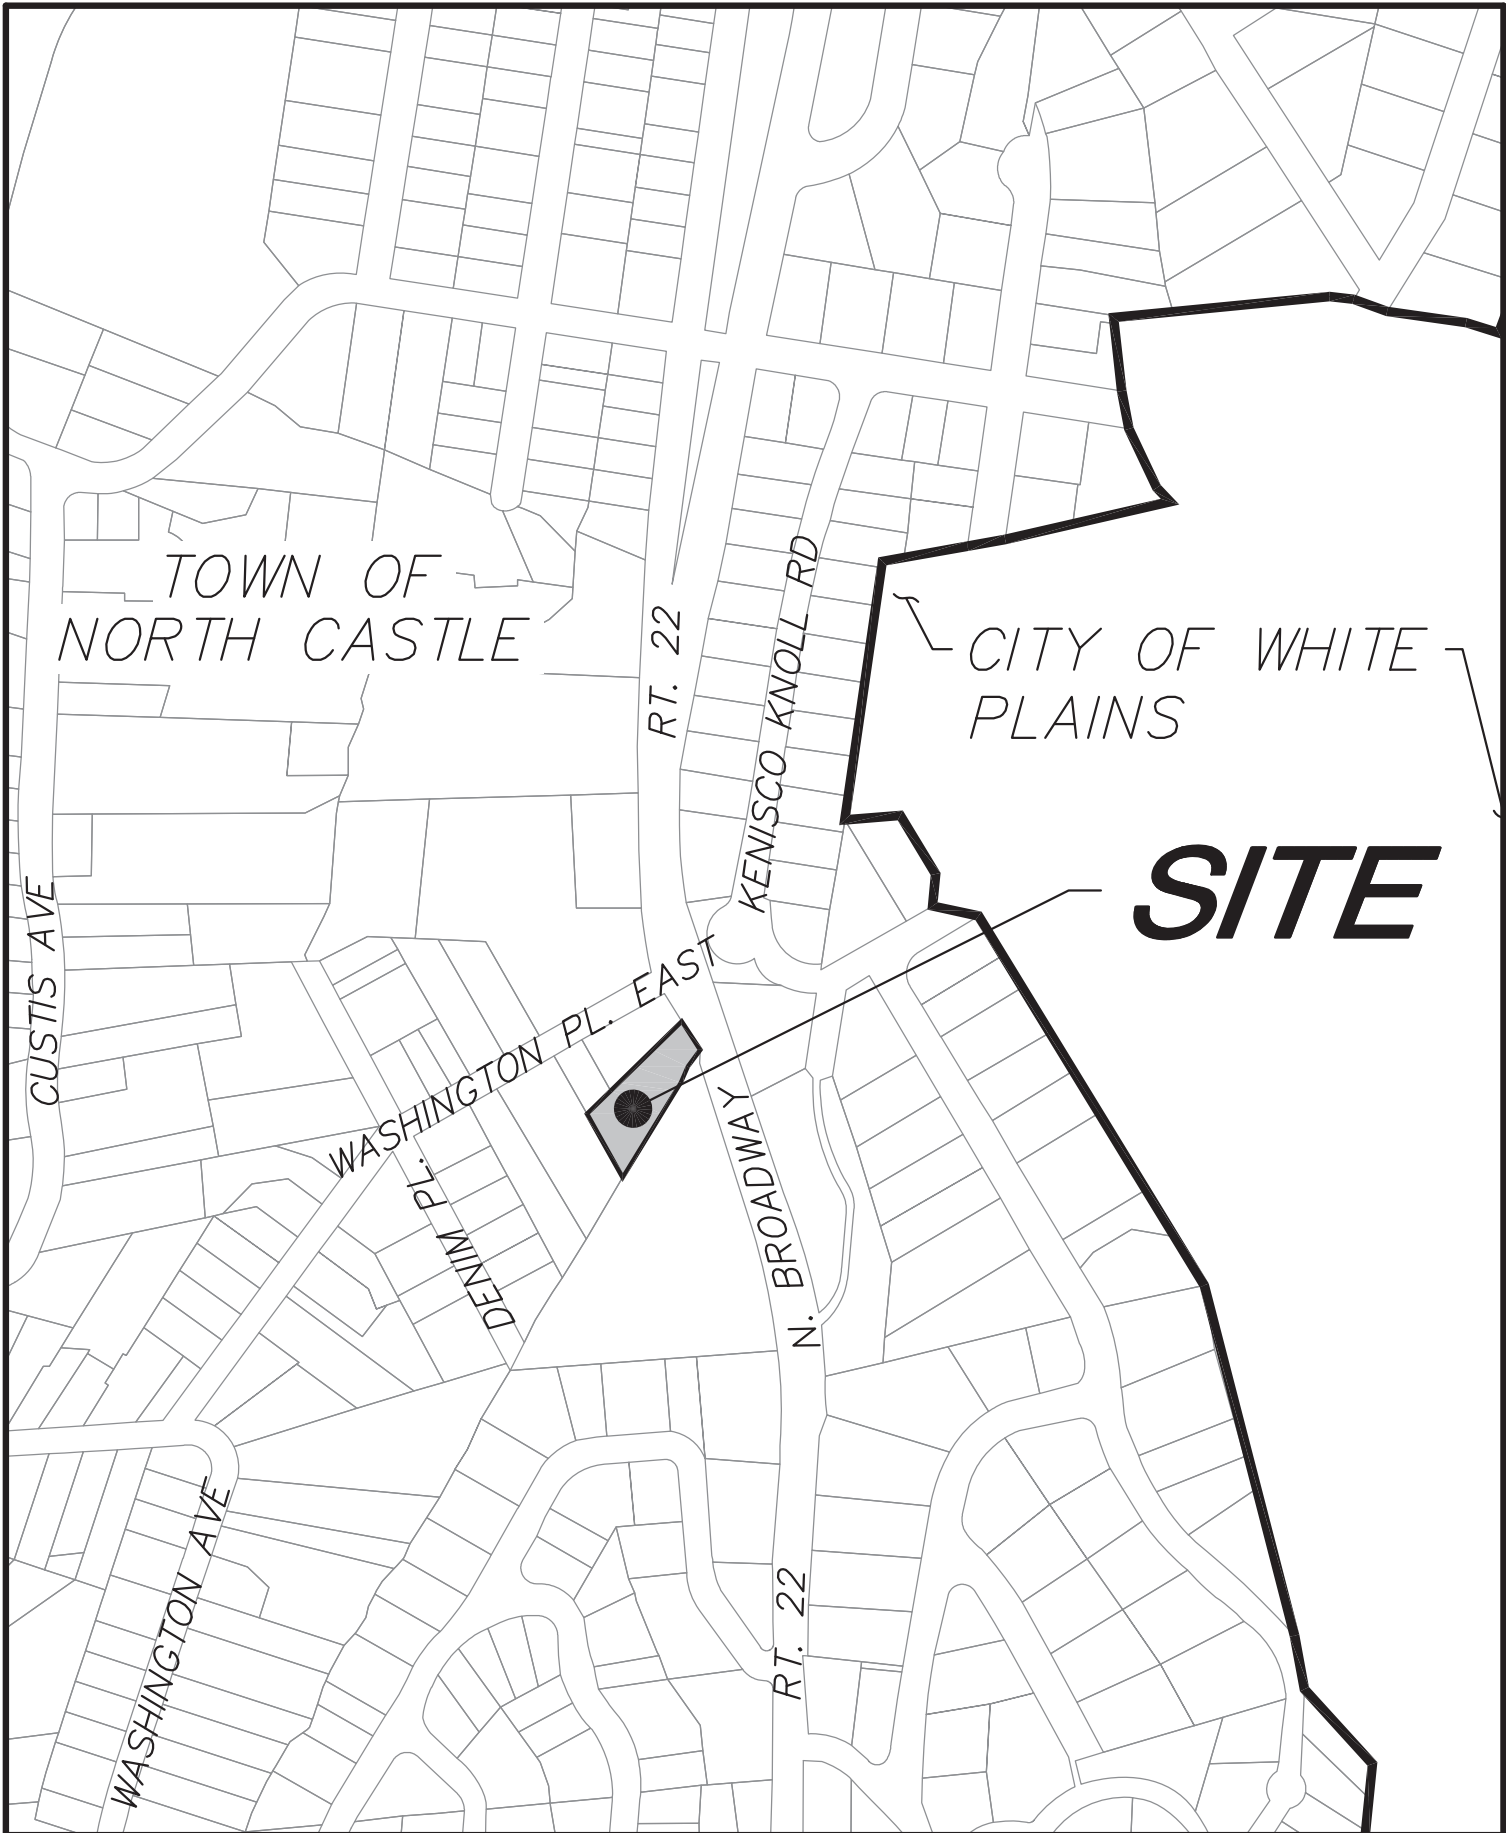 TOWN OF
NORTH CASTLE
RT. 22
KENISCO KNOLL RD
CITY OF WHITE
PLAINS
SITE
CUSTIS AVE
WASHINGTON PL. EAST
DENIM PL.
N. BROADWAY
WASHINGTON AVE
RT. 22